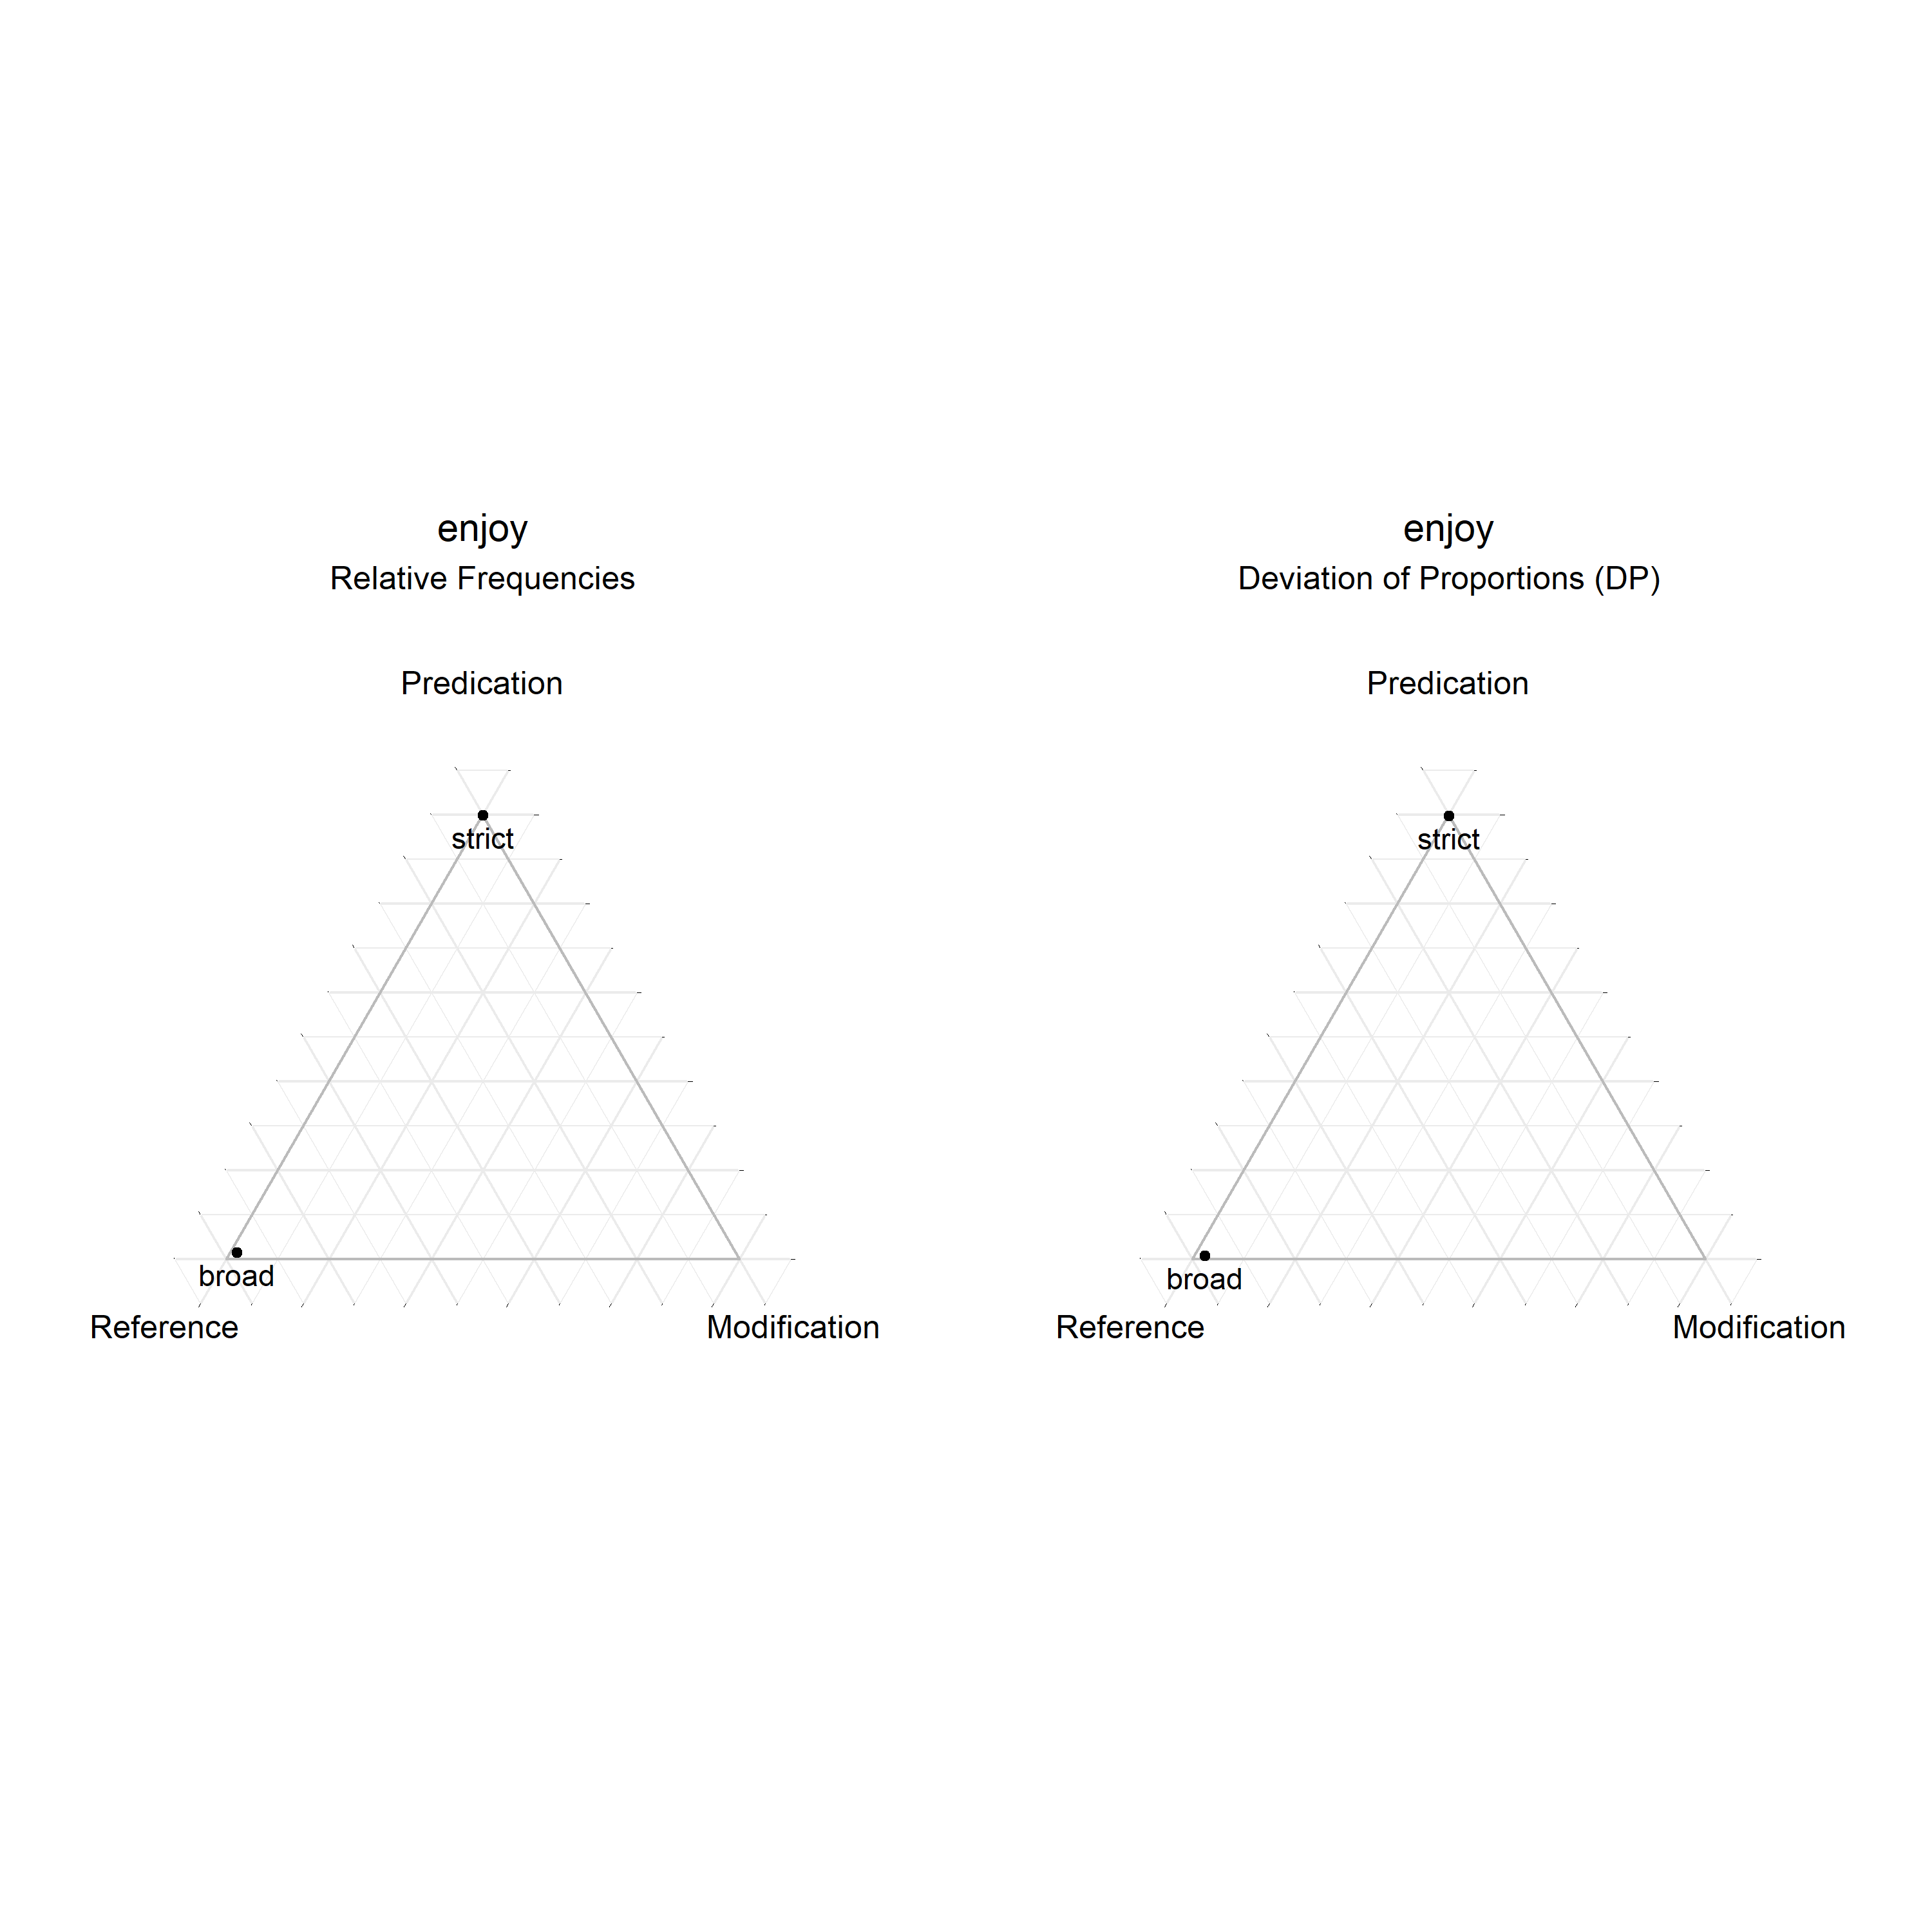 enjoy
Relative Frequencies
Predication
strict
broad
Reference
Modification
enjoy
Deviation of Proportions (DP)
Predication
strict
broad
Reference
Modification